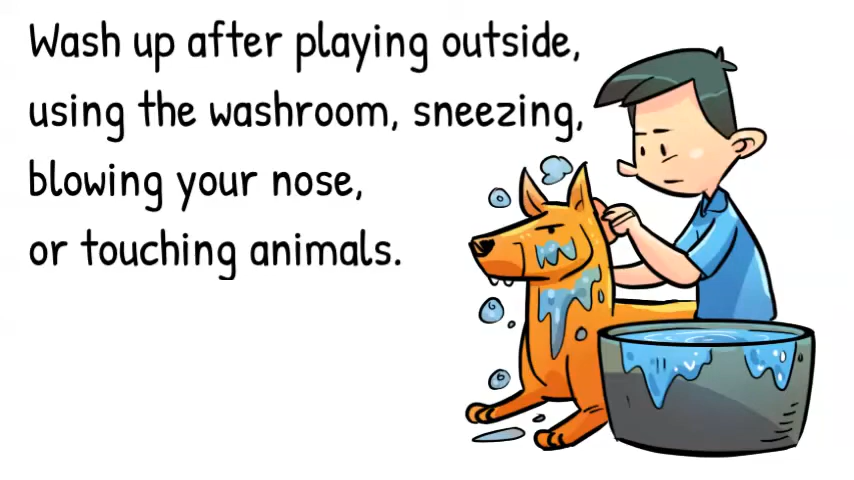 Wash up after playing outside,
using the washroom, sneezing,
blowing your nose,
or touching animals.